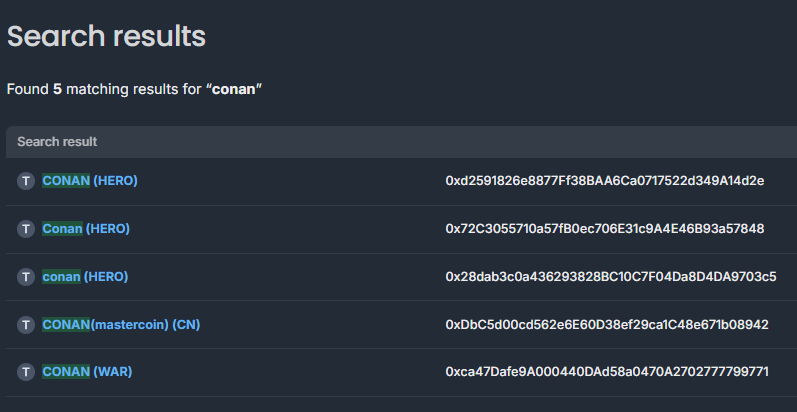 Search results
Found 5 matching results for “conan”
Search result
T CONAN (HERO) 0xd2591826e8877Ff38BAA6Ca0717522d349A14d2e
T Conan (HERO) 0x72C3055710a57fB0ec706E31c9A4E46B93a57848
T conan (HERO) 0x28dab3c0a436293828BC10C7F04Da8D4DA9703c5
T CONAN(mastercoin) (CN) 0xDbC5d00cd562e6E60D38ef29ca1C48e671b08942
T CONAN (WAR) 0xca47Dafe9A000440DAd58a0470A2702777799771